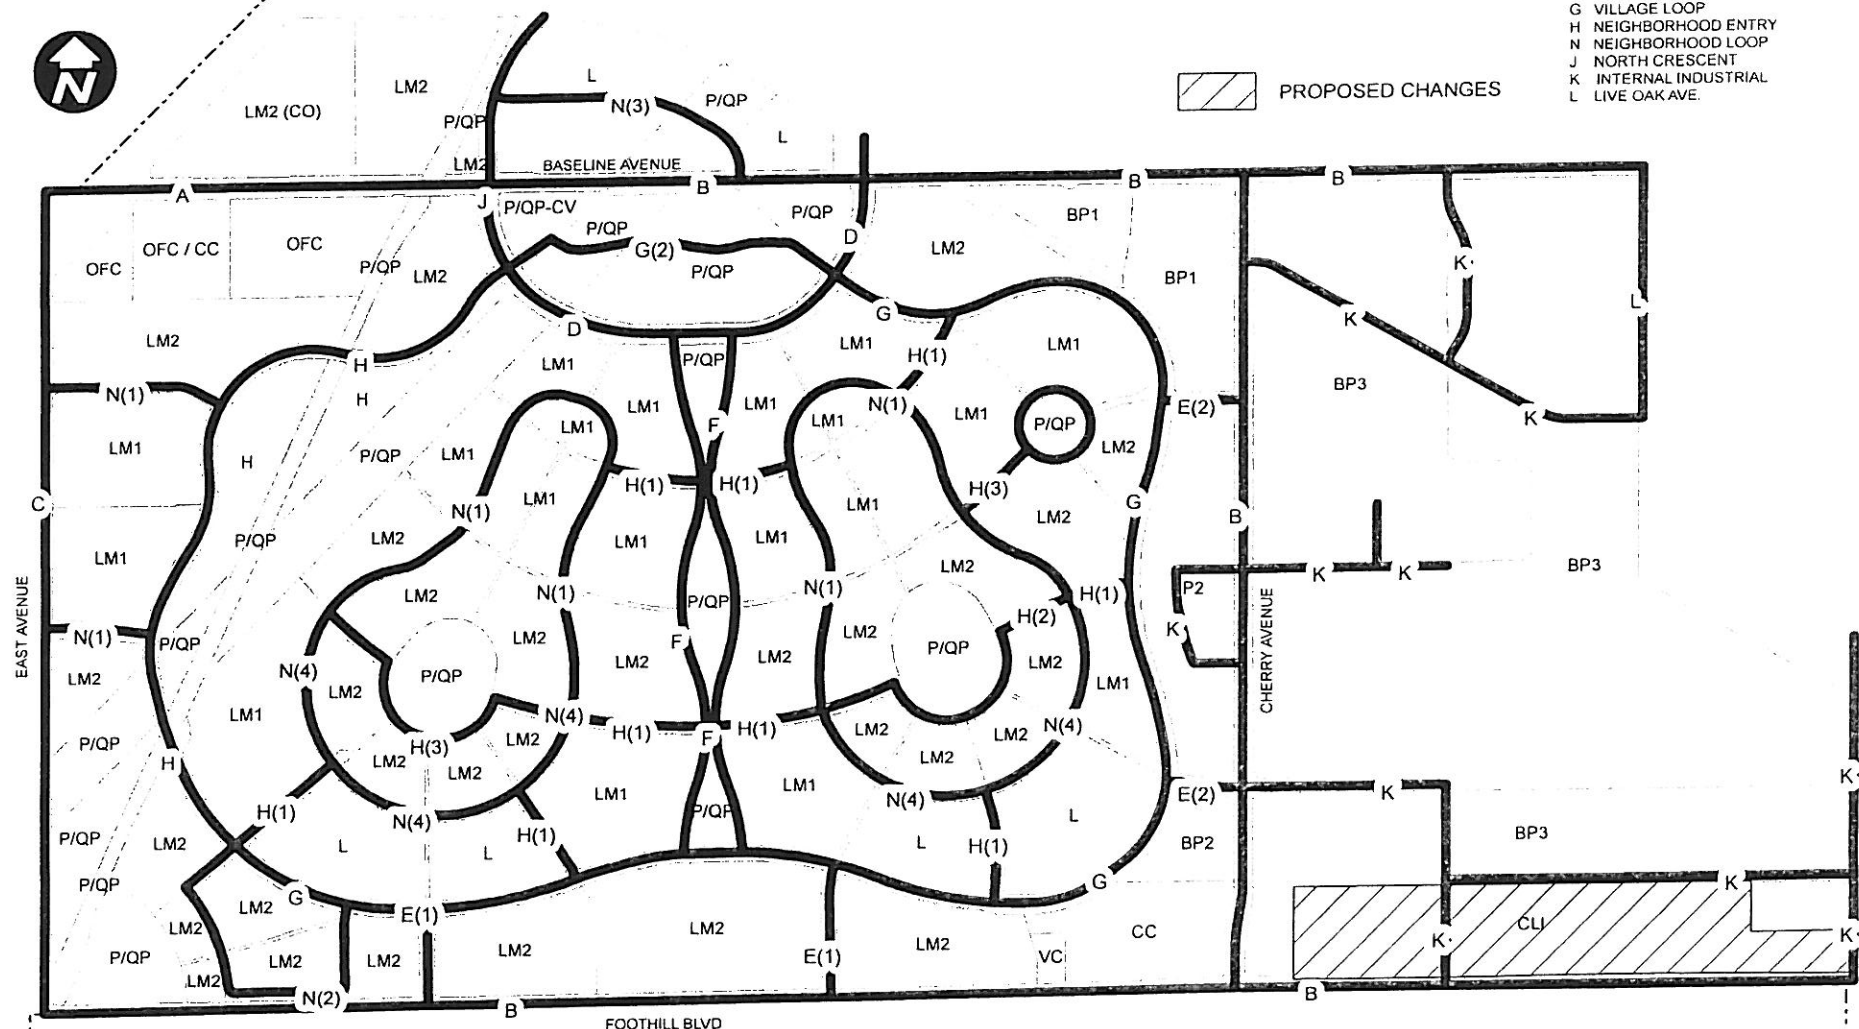 G VILLAGE LOOP
H NEIGHBORHOOD ENTRY
N NEIGHBORHOOD LOOP
J NORTH CRESCENT
K INTERNAL INDUSTRIAL
L LIVE OAK AVE.
PROPOSED CHANGES
N
LM2
L
LM2 (CO)
N(3)
P/QP
P/QP
L
LM2
BASELINE AVENUE
A
B
B
B
J
P/QP-CV
P/QP
P/QP
BP1
OFC
OFC / CC
OFC
P/QP
LM2
G(2)
P/QP
D
LM2
BP1
K
K
L
LM2
D
G
LM1
LM1
H(1)
LM1
P/QP
H
H
N(1)
LM1
LM1
LM1
N(1)
LM1
E(2)
BP3
K
F
LM1
P/QP
LM2
LM1
H
P/QP
LM1
H(1)
H(1)
H(3)
C
N(1)
LM1
LM1
LM2
G
B
LM1
P/QP
LM2
LM1
LM1
LM2
K
K
BP3
LM2
N(1)
P/QP
N(1)
H(1)
P2
EAST AVENUE
N(1)
P/QP
LM2
F
LM2
H(2)
K
CHERRY AVENUE
LM2
N(4)
LM2
P/QP
LM2
LM2
P/QP
LM2
LM1
LM1
N(4)
H(1)
F
H(1)
LM2
LM2
N(4)
P/QP
H
LM2
H(3)
LM2
LM2
LM2
K
H(1)
N(4)
LM1
P/QP
LM1
N(4)
E(2)
K
P/QP
LM2
L
L
H(1)
L
H(1)
L
BP2
BP3
P/QP
G
LM2
G
K
LM2
E(1)
LM2
CC
CLI
K
K
P/QP
LM2
LM2
LM2
E(1)
LM2
VC
LM2
N(2)
B
B
FOOTHILL BLVD